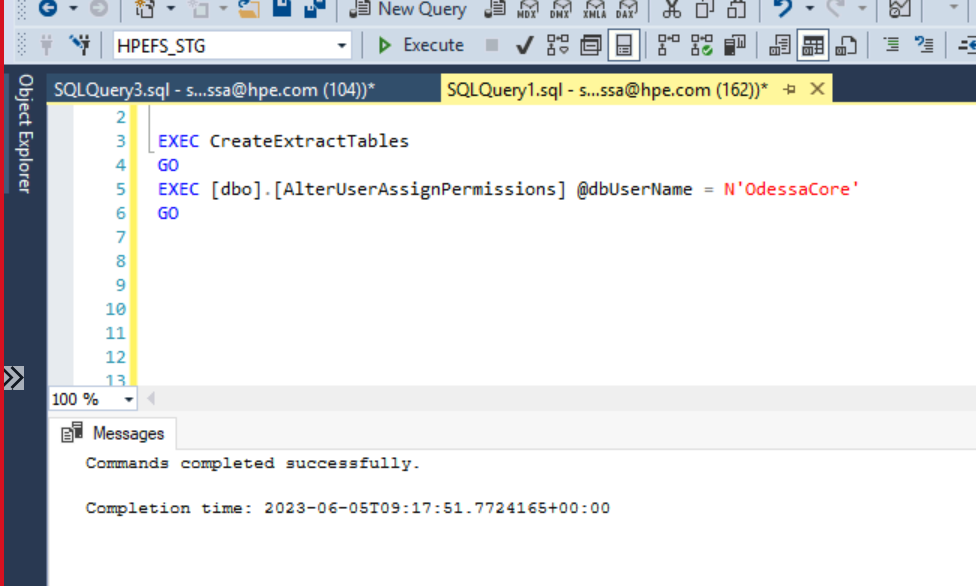 New Query
MDX DMX XMLA DAX
HPEFS_STG
Execute
Object Explorer
SQLQuery3.sql - s...ssa@hpe.com (104))*
SQLQuery1.sql - s...ssa@hpe.com (162))*
2
3 EXEC CreateExtractTables
4 GO
5 EXEC [dbo].[AlterUserAssignPermissions] @dbUserName = N'OdessaCore'
6 GO
7
8
9
10
11
12
13
100 %
Messages
Commands completed successfully.
Completion time: 2023-06-05T09:17:51.7724165+00:00